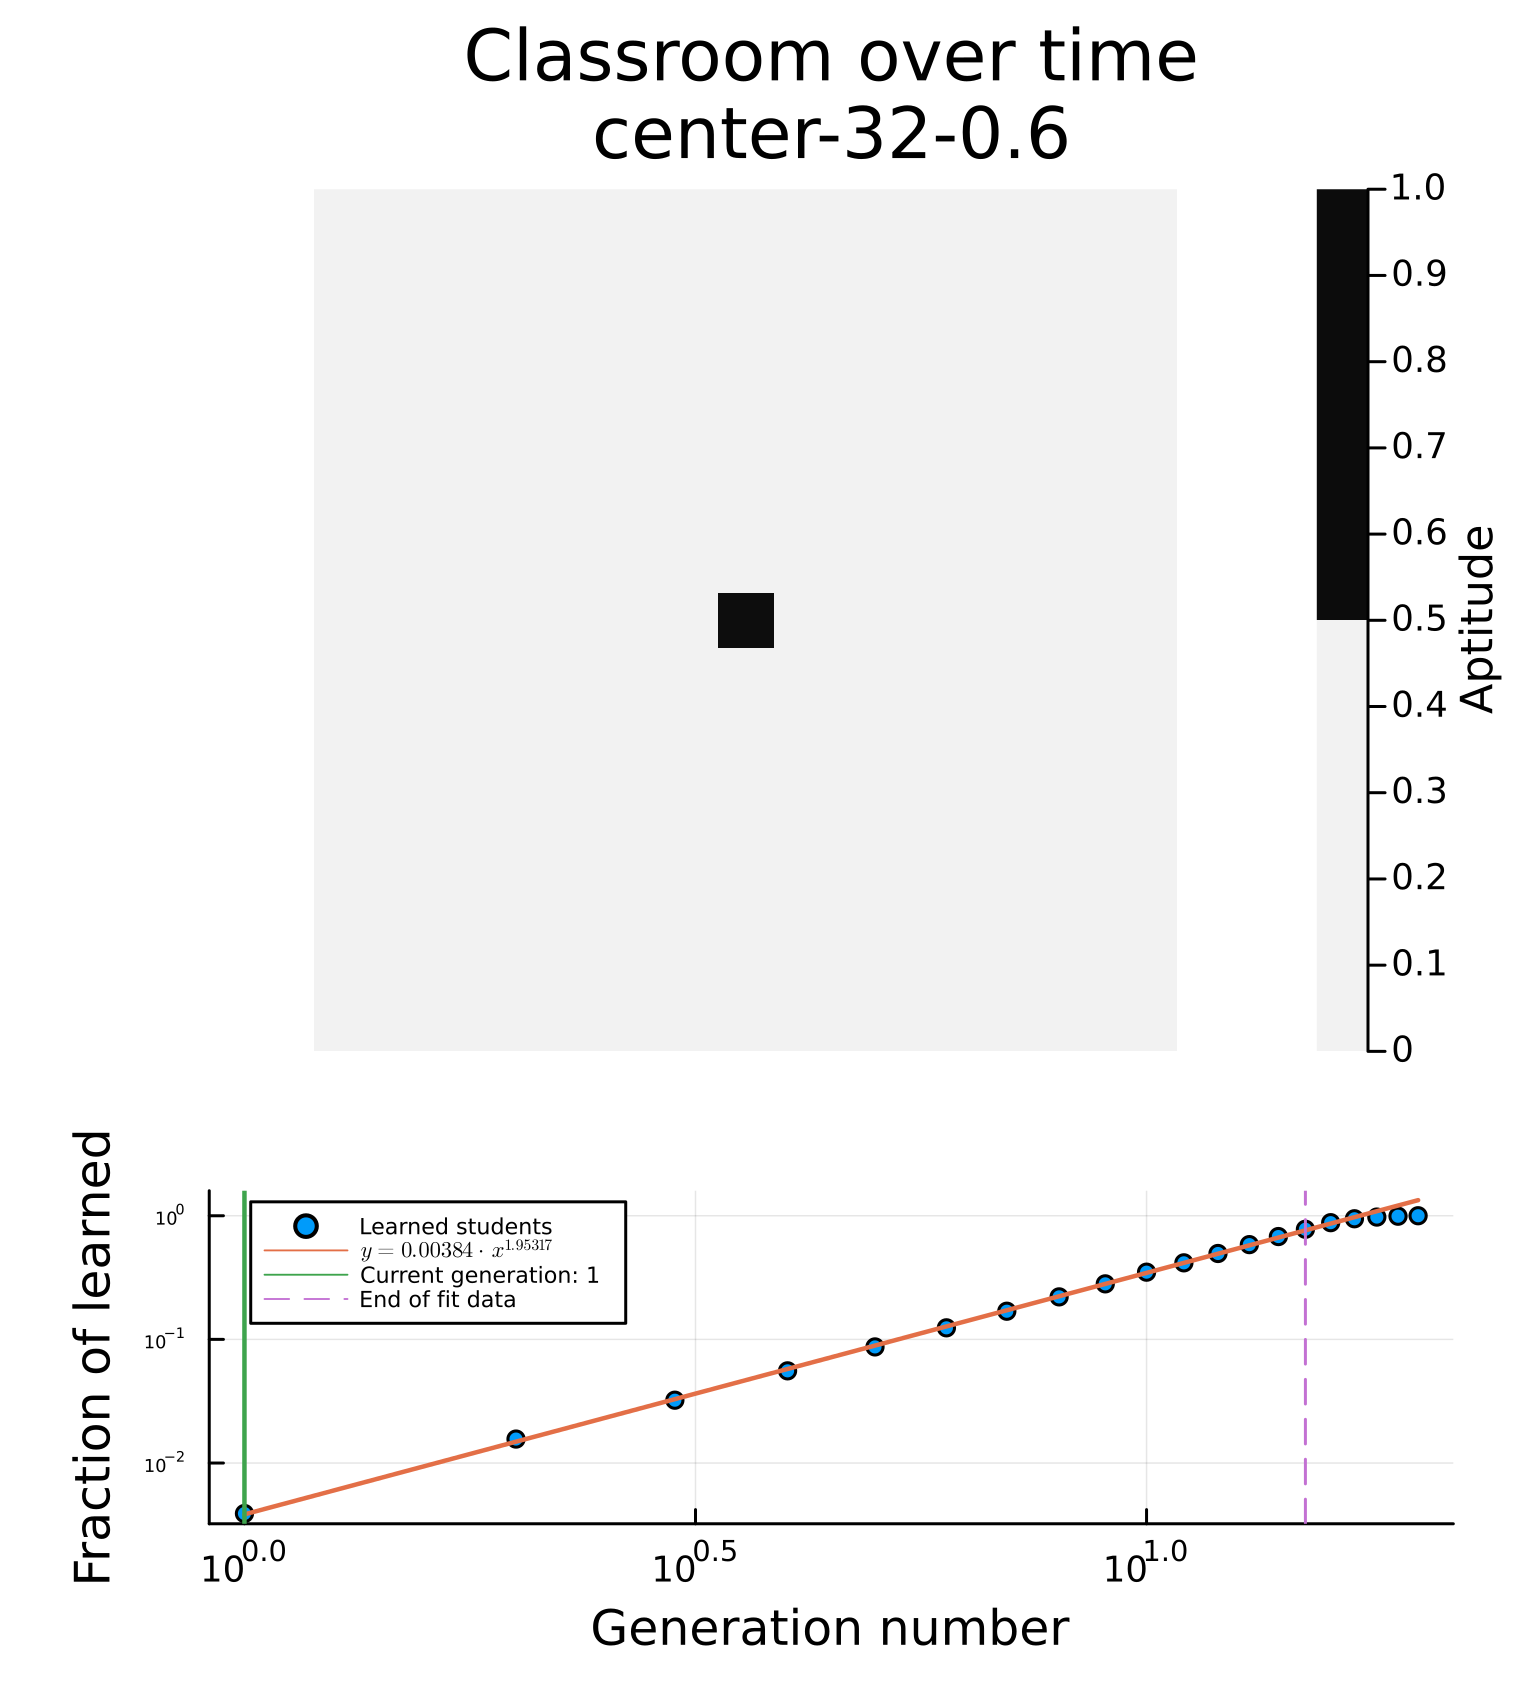 Classroom over time
center-32-0.6
1.0
0.9
0.8
0.7
0.6
0.5
0.4
0.3
0.2
0.1
0
Aptitude
Fraction of learned
10⁰
10⁻¹
10⁻²
Learned students
y = 0.00384 · x^1.95317
Current generation: 1
End of fit data
10^0.0
10^0.5
10^1.0
Generation number